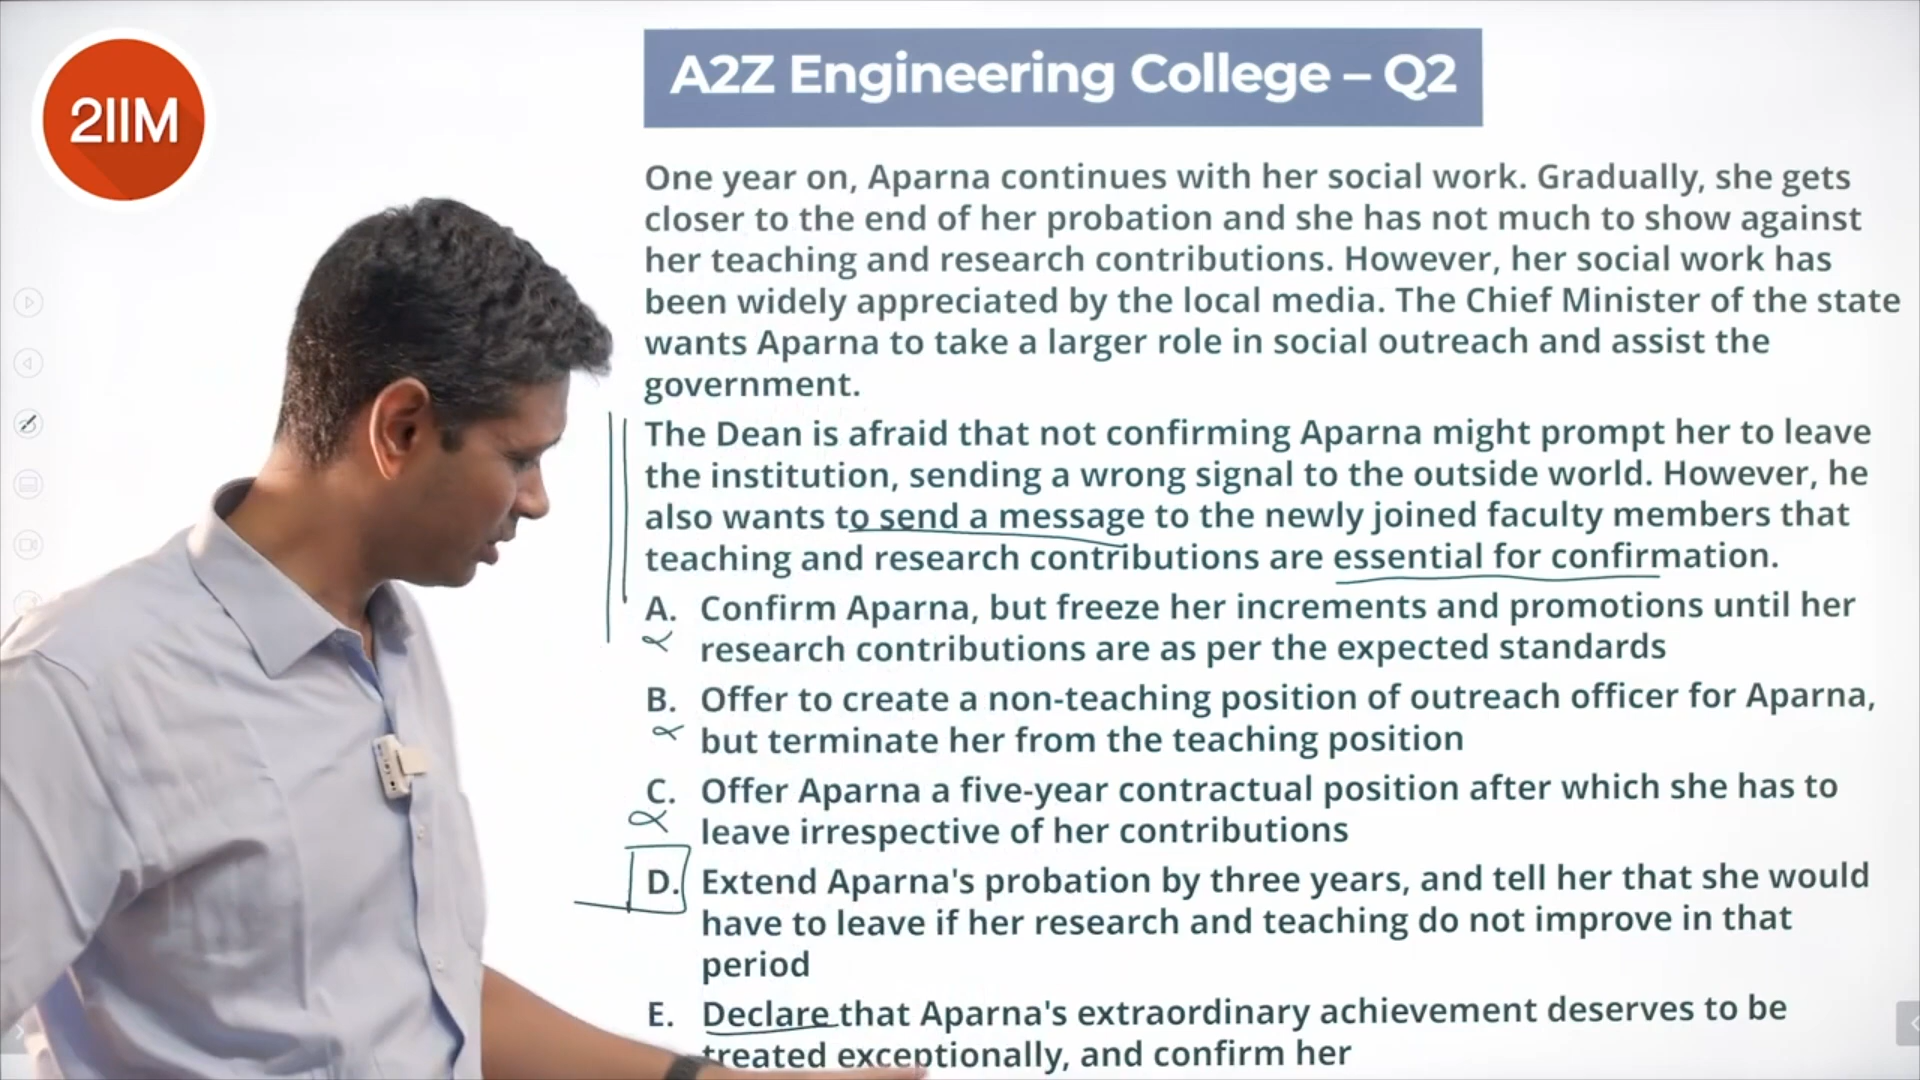 2IIM
A2Z Engineering College – Q2
One year on, Aparna continues with her social work. Gradually, she gets
closer to the end of her probation and she has not much to show against
her teaching and research contributions. However, her social work has
been widely appreciated by the local media. The Chief Minister of the state
wants Aparna to take a larger role in social outreach and assist the
government.
The Dean is afraid that not confirming Aparna might prompt her to leave
the institution, sending a wrong signal to the outside world. However, he
also wants to send a message to the newly joined faculty members that
teaching and research contributions are essential for confirmation.
A. Confirm Aparna, but freeze her increments and promotions until her
research contributions are as per the expected standards
B. Offer to create a non-teaching position of outreach officer for Aparna,
but terminate her from the teaching position
C. Offer Aparna a five-year contractual position after which she has to
leave irrespective of her contributions
D. Extend Aparna's probation by three years, and tell her that she would
have to leave if her research and teaching do not improve in that
period
E. Declare that Aparna's extraordinary achievement deserves to be
treated exceptionally, and confirm her